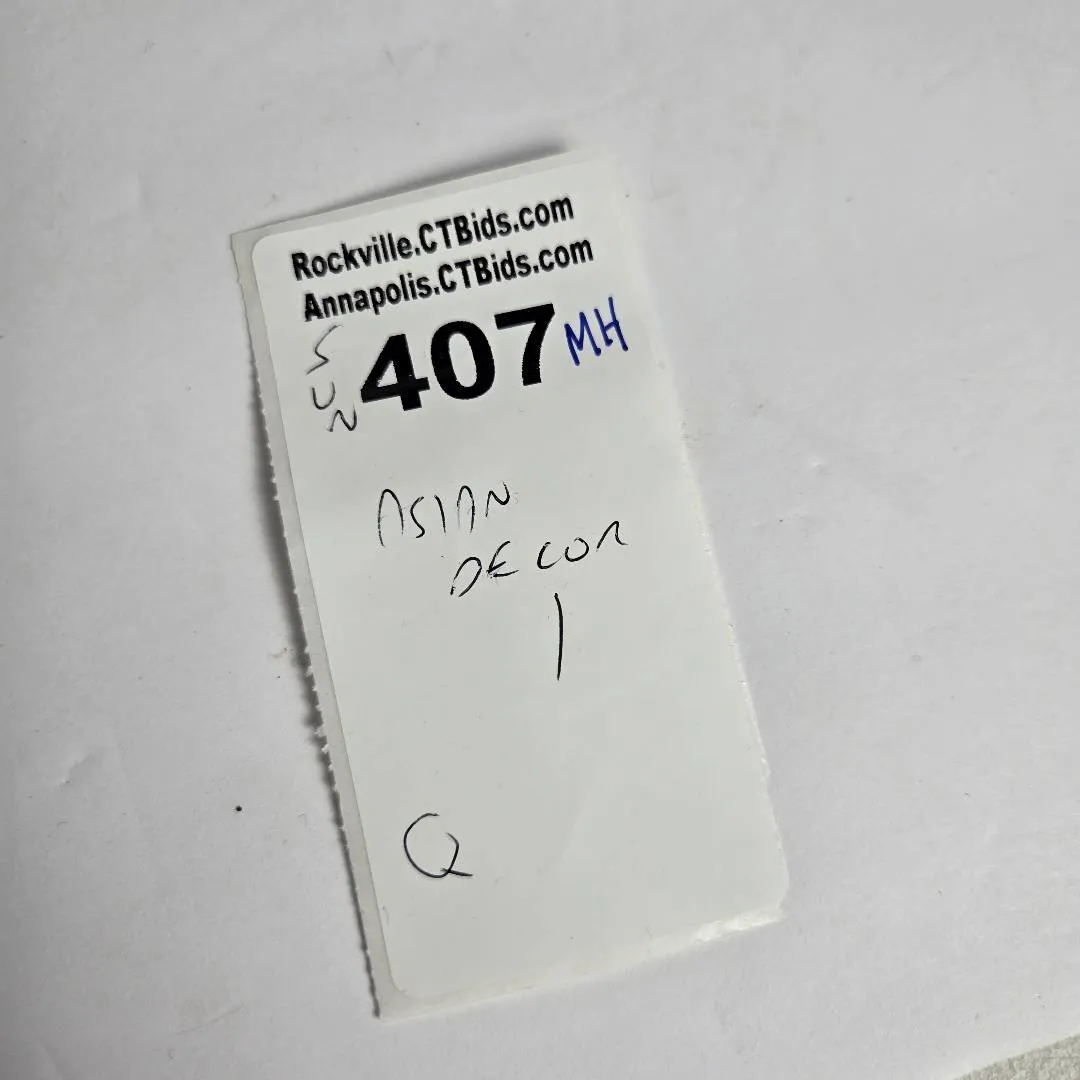 Rockville.CTBids.com
Annapolis.CTBids.com
SUN 407 MH
ASIAN
DECOR
1
Q